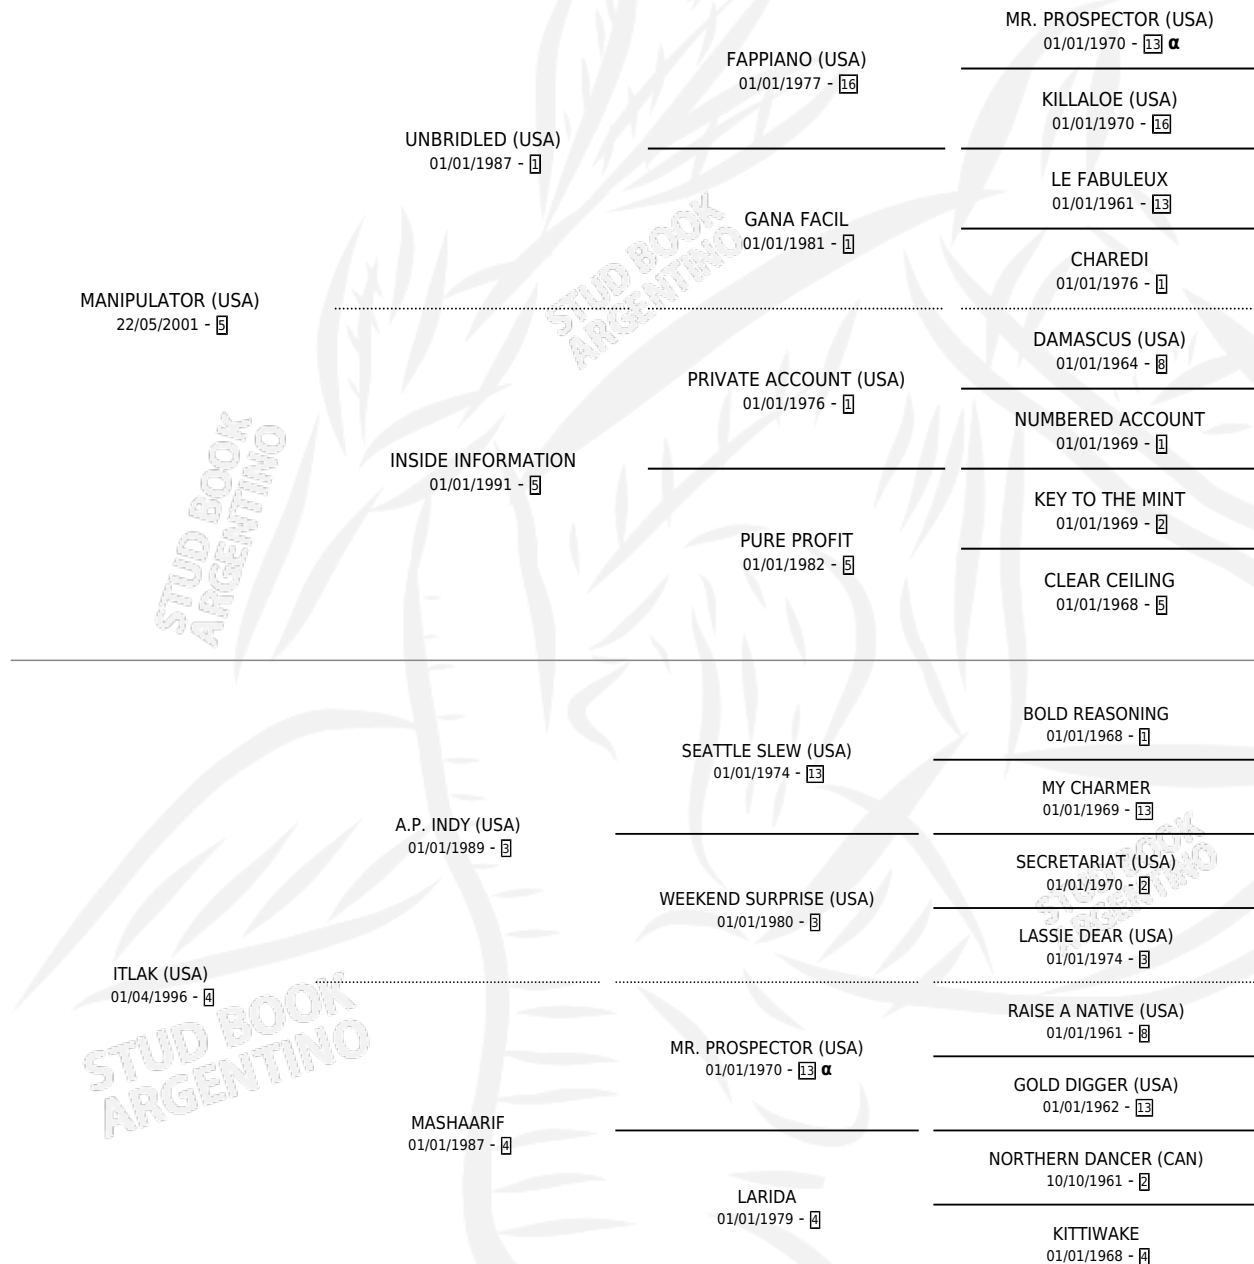 MR. PROSPECTOR (USA)
01/01/1970 - 13 α
FAPPIANO (USA)
01/01/1977 - 16
KILLALOE (USA)
01/01/1970 - 16
UNBRIDLED (USA)
01/01/1987 - 1
LE FABULEUX
01/01/1961 - 13
GANA FACIL
01/01/1981 - 1
CHAREDI
01/01/1976 - 1
MANIPULATOR (USA)
22/05/2001 - 5
DAMASCUS (USA)
01/01/1964 - 8
PRIVATE ACCOUNT (USA)
01/01/1976 - 1
NUMBERED ACCOUNT
01/01/1969 - 1
INSIDE INFORMATION
01/01/1991 - 5
KEY TO THE MINT
01/01/1969 - 2
PURE PROFIT
01/01/1982 - 5
CLEAR CEILING
01/01/1968 - 5
BOLD REASONING
01/01/1968 - 1
SEATTLE SLEW (USA)
01/01/1974 - 13
MY CHARMER
01/01/1969 - 13
A.P. INDY (USA)
01/01/1989 - 3
SECRETARIAT (USA)
01/01/1970 - 2
WEEKEND SURPRISE (USA)
01/01/1980 - 3
LASSIE DEAR (USA)
01/01/1974 - 3
ITLAK (USA)
01/04/1996 - 4
RAISE A NATIVE (USA)
01/01/1961 - 8
MR. PROSPECTOR (USA)
01/01/1970 - 13 α
GOLD DIGGER (USA)
01/01/1962 - 13
MASHAARIF
01/01/1987 - 4
NORTHERN DANCER (CAN)
10/10/1961 - 2
LARIDA
01/01/1979 - 4
KITTIWAKE
01/01/1968 - 4
STUD BOOK
ARGENTINO
STUD BOOK
ARGENTINO
STUD BOOK
ARGENTINO
STUD BOOK
ARGENTINO